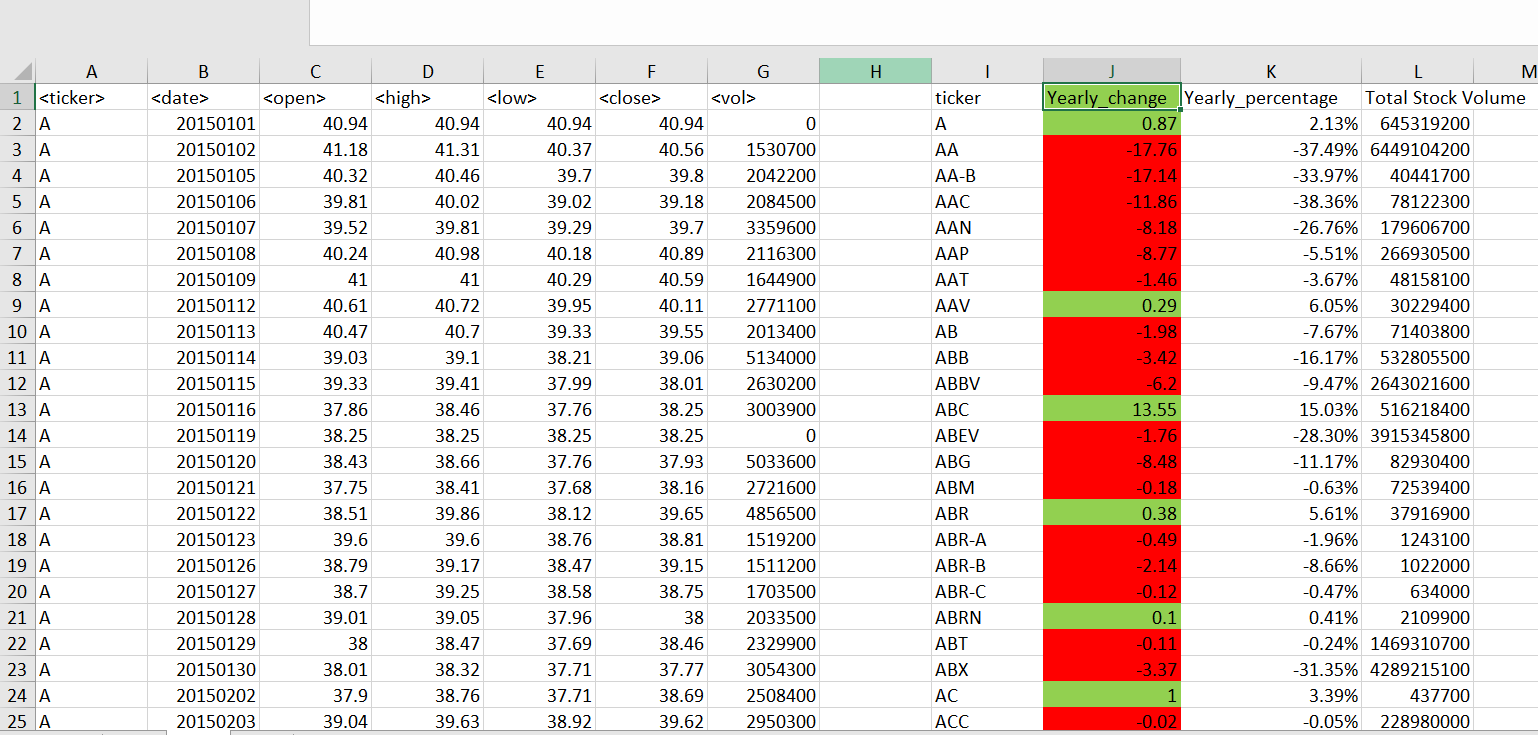 A B C D E F G H I J K L M
1 <ticker> <date> <open> <high> <low> <close> <vol> ticker Yearly_change Yearly_percentage Total Stock Volume
2 A 20150101 40.94 40.94 40.94 40.94 0 A 0.87 2.13% 645319200
3 A 20150102 41.18 41.31 40.37 40.56 1530700 AA -17.76 -37.49% 6449104200
4 A 20150105 40.32 40.46 39.7 39.8 2042200 AA-B -17.14 -33.97% 40441700
5 A 20150106 39.81 40.02 39.02 39.18 2084500 AAC -11.86 -38.36% 78122300
6 A 20150107 39.52 39.81 39.29 39.7 3359600 AAN -8.18 -26.76% 179606700
7 A 20150108 40.24 40.98 40.18 40.89 2116300 AAP -8.77 -5.51% 266930500
8 A 20150109 41 41 40.29 40.59 1644900 AAT -1.46 -3.67% 48158100
9 A 20150112 40.61 40.72 39.95 40.11 2771100 AAV 0.29 6.05% 30229400
10 A 20150113 40.47 40.7 39.33 39.55 2013400 AB -1.98 -7.67% 71403800
11 A 20150114 39.03 39.1 38.21 39.06 5134000 ABB -3.42 -16.17% 532805500
12 A 20150115 39.33 39.41 37.99 38.01 2630200 ABBV -6.2 -9.47% 2643021600
13 A 20150116 37.86 38.46 37.76 38.25 3003900 ABC 13.55 15.03% 516218400
14 A 20150119 38.25 38.25 38.25 38.25 0 ABEV -1.76 -28.30% 3915345800
15 A 20150120 38.43 38.66 37.76 37.93 5033600 ABG -8.48 -11.17% 82930400
16 A 20150121 37.75 38.41 37.68 38.16 2721600 ABM -0.18 -0.63% 72539400
17 A 20150122 38.51 39.86 38.12 39.65 4856500 ABR 0.38 5.61% 37916900
18 A 20150123 39.6 39.6 38.76 38.81 1519200 ABR-A -0.49 -1.96% 1243100
19 A 20150126 38.79 39.17 38.47 39.15 1511200 ABR-B -2.14 -8.66% 1022000
20 A 20150127 38.7 39.25 38.58 38.75 1703500 ABR-C -0.12 -0.47% 634000
21 A 20150128 39.01 39.05 37.96 38 2033500 ABRN 0.1 0.41% 2109900
22 A 20150129 38 38.47 37.69 38.46 2329900 ABT -0.11 -0.24% 1469310700
23 A 20150130 38.01 38.32 37.71 37.77 3054300 ABX -3.37 -31.35% 4289215100
24 A 20150202 37.9 38.76 37.71 38.69 2508400 AC 1 3.39% 437700
25 A 20150203 39.04 39.63 38.92 39.62 2950300 ACC -0.02 -0.05% 228980000